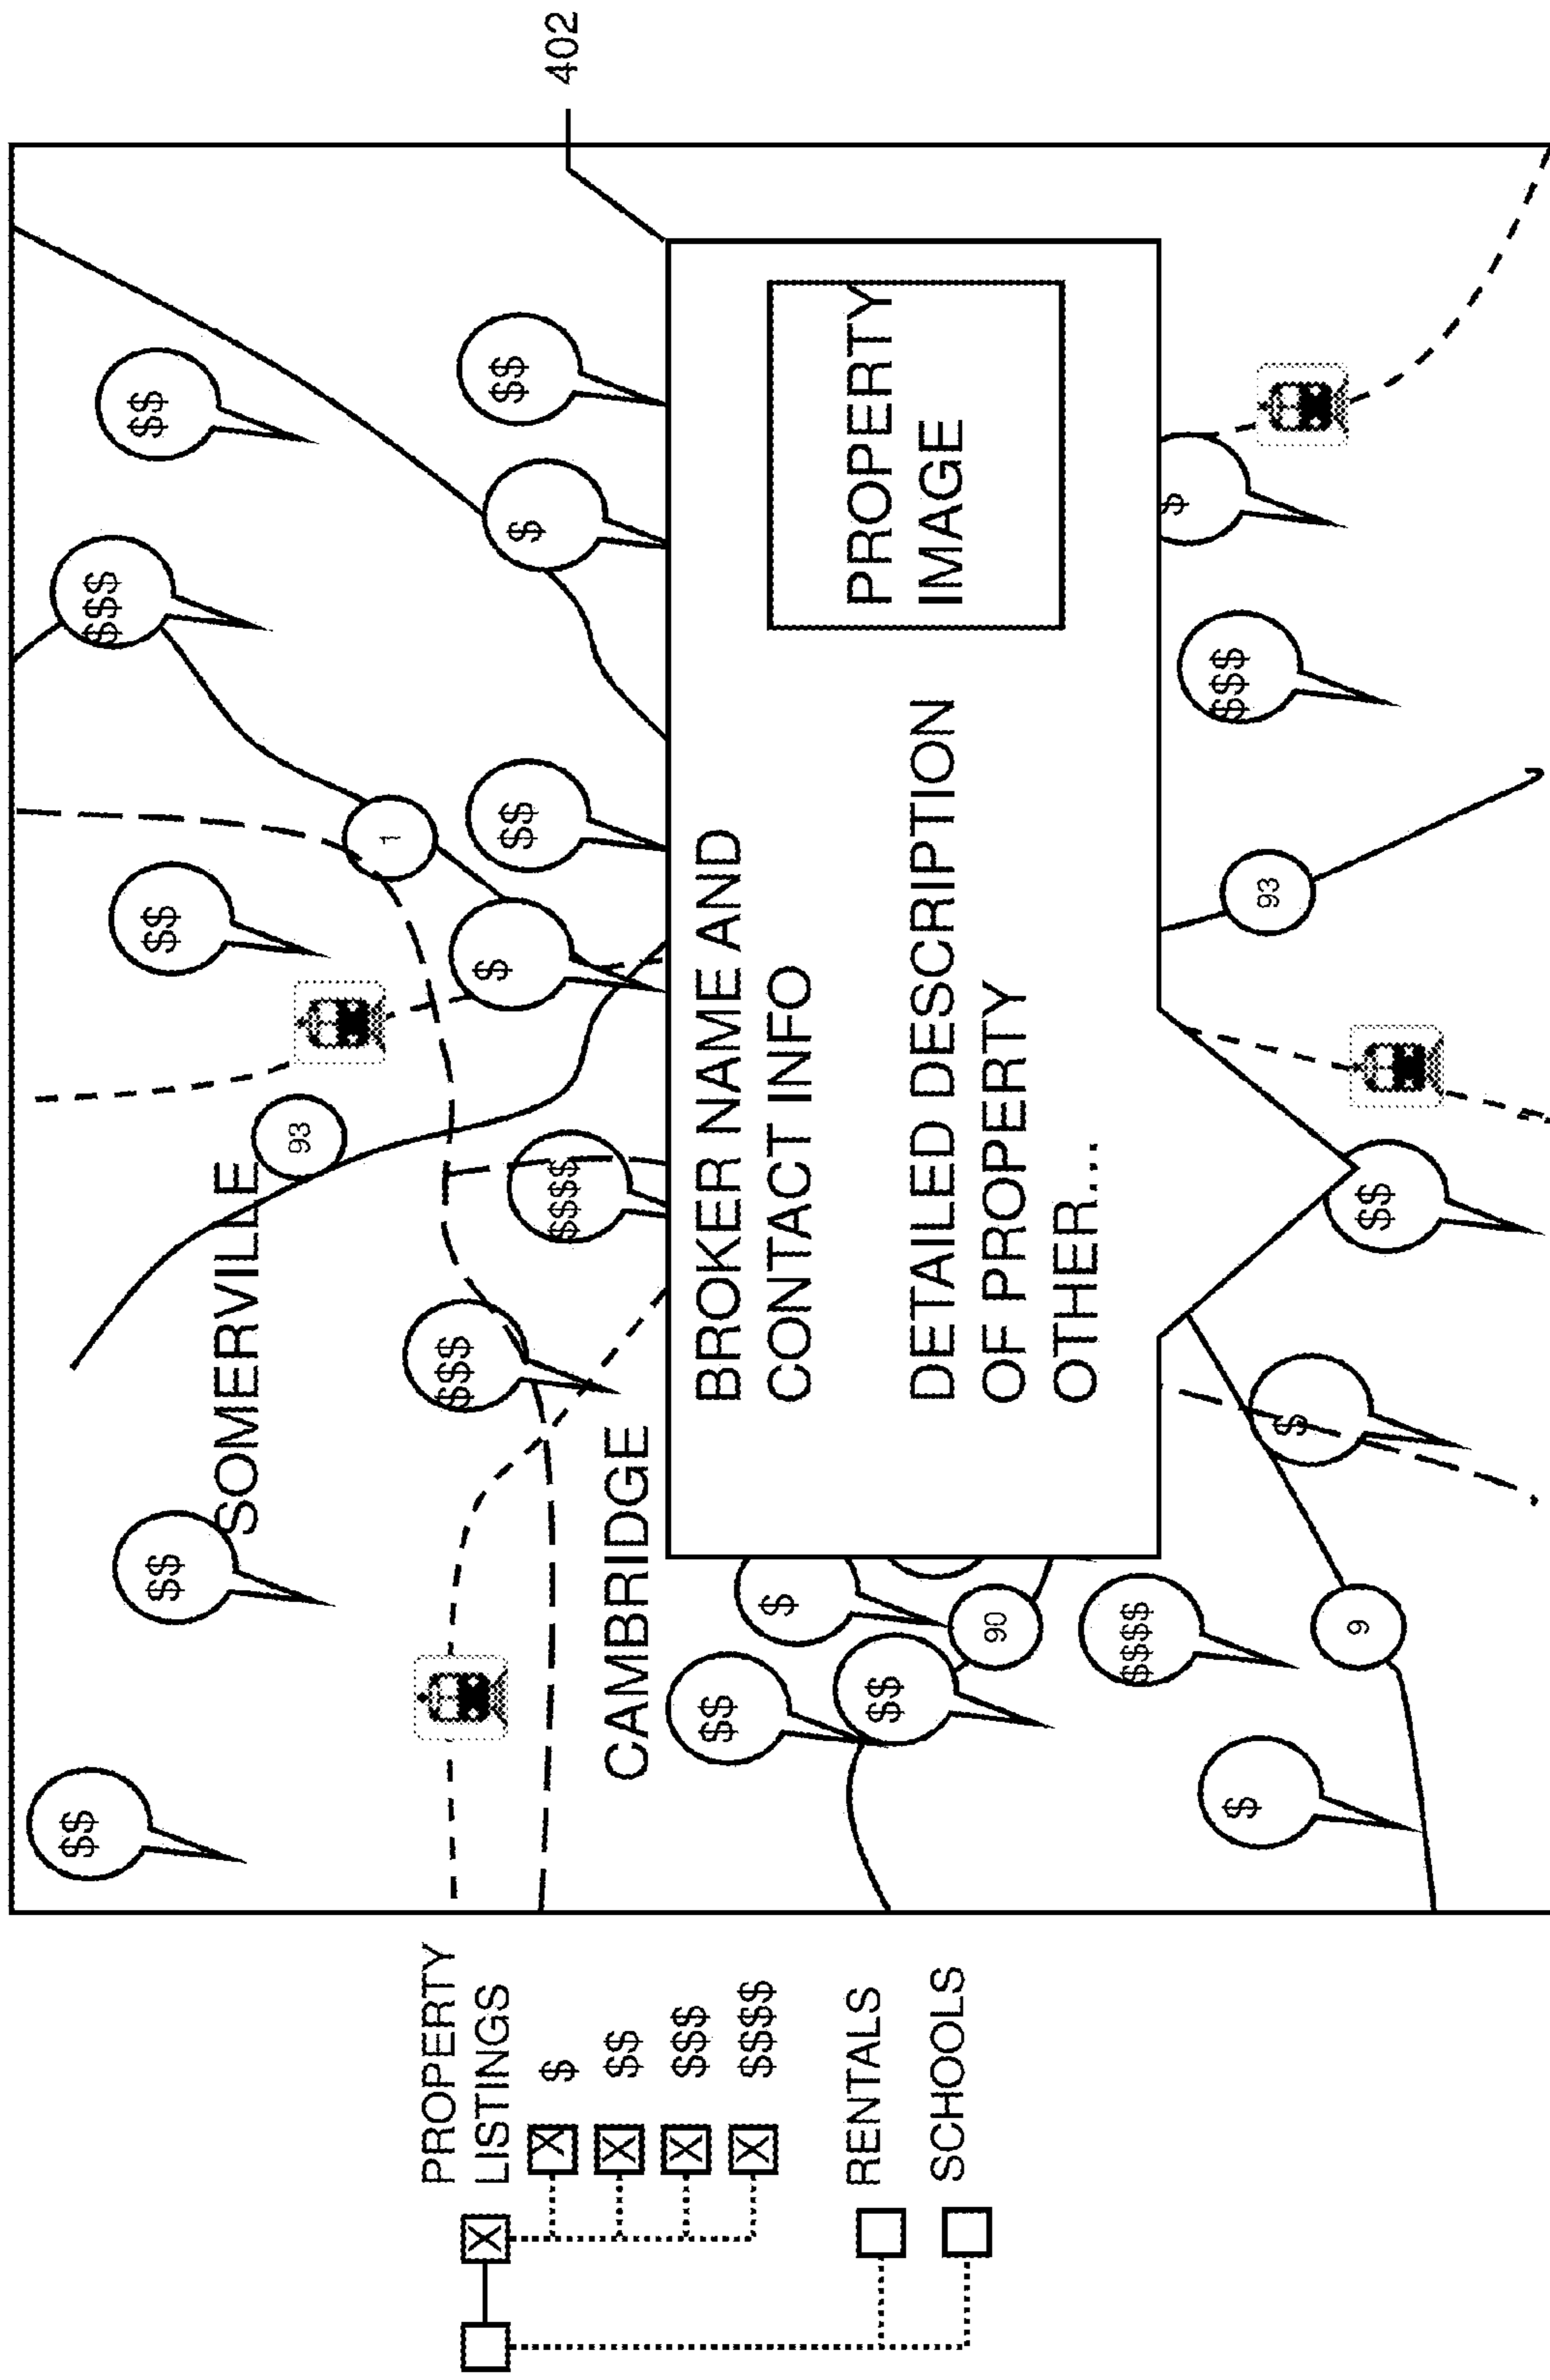 PROPERTY
LISTINGS
$
$$
$$$
$$$$
RENTALS
SCHOOLS
$$
$$$
$$
$$
$$
SOMERVILLE
93
1
$$$
$
$$
$$
$
402
$$$$
CAMBRIDGE
BROKER NAME AND
CONTACT INFO
DETAILED DESCRIPTION
OF PROPERTY
OTHER...
PROPERTY
IMAGE
$$
$
$$
90
$$$$
$
$$$
$
93
$
9
$$